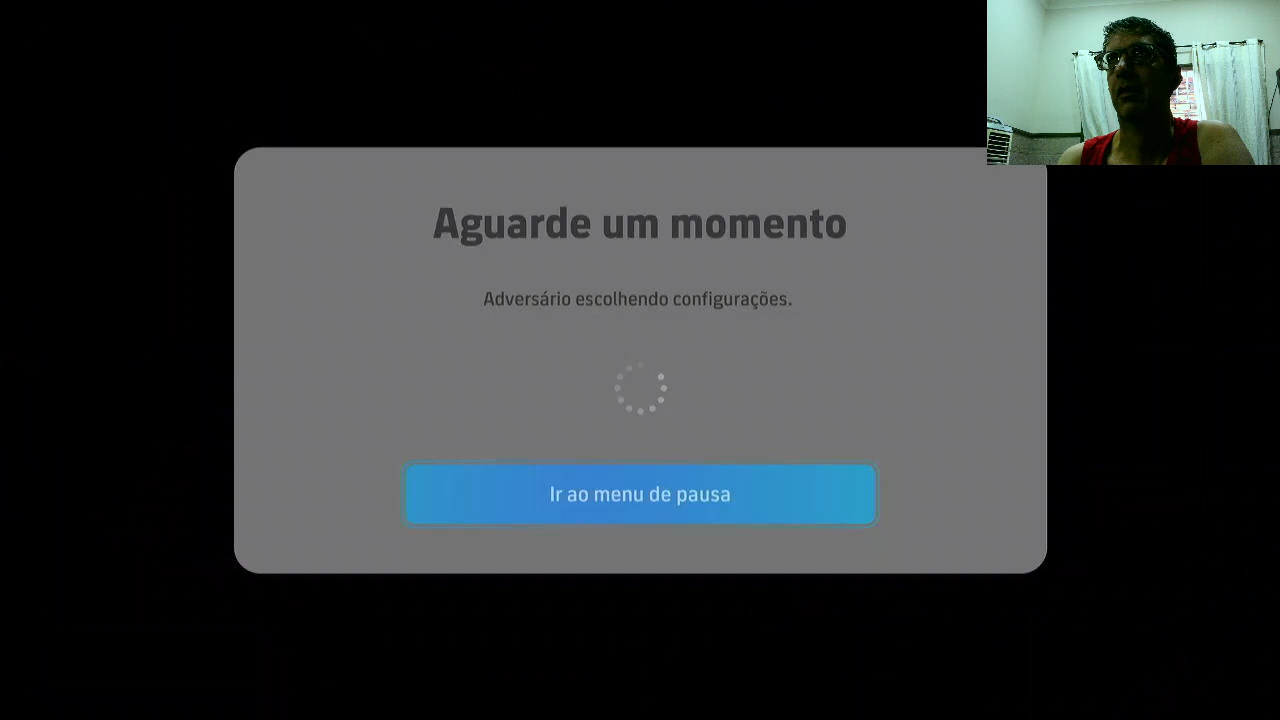 Aguarde um momento
Adversário escolhendo configurações.
Ir ao menu de pausa